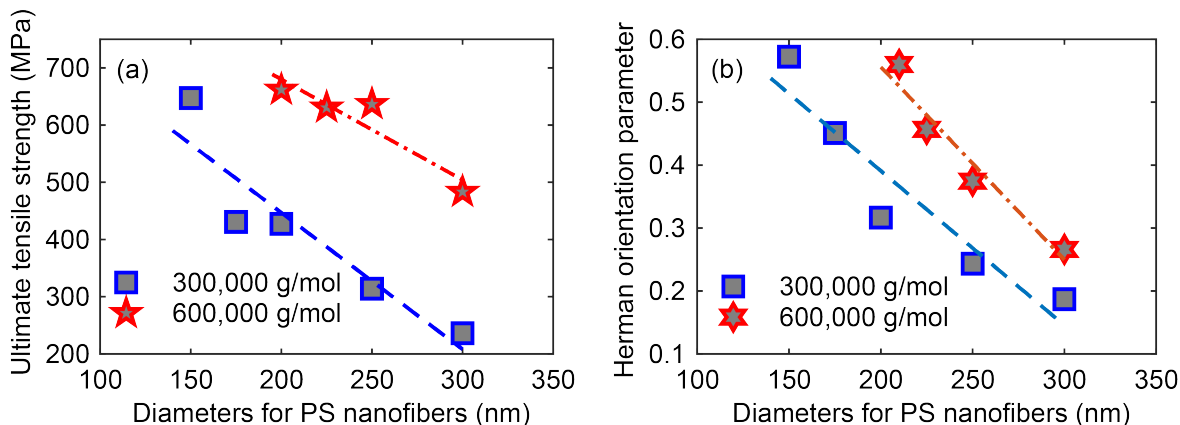 Ultimate tensile strength (MPa)
700
600
500
400
300
200
(a)
300,000 g/mol
600,000 g/mol
100 150 200 250 300 350
Diameters for PS nanofibers (nm)
Herman orientation parameter
0.6
0.5
0.4
0.3
0.2
0.1
(b)
300,000 g/mol
600,000 g/mol
100 150 200 250 300 350
Diameters for PS nanofibers (nm)